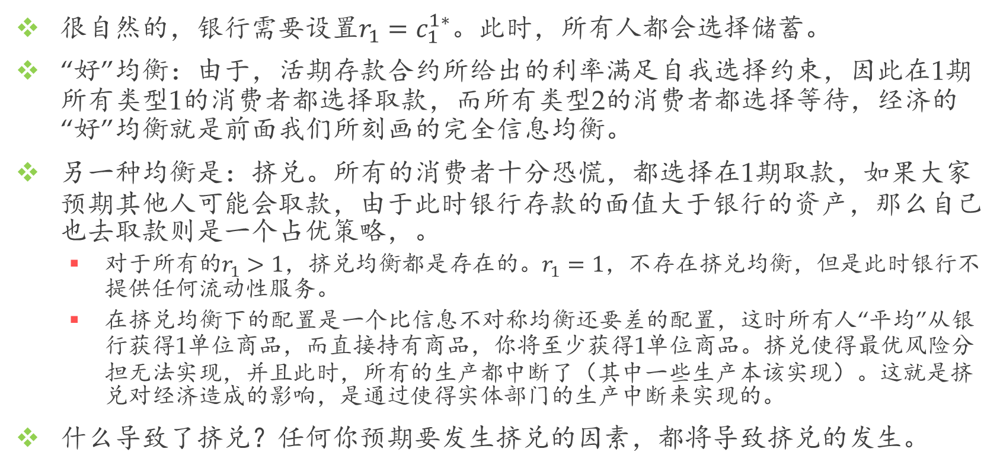 很自然的，银行需要设置r₁ = c₁¹*。此时，所有人都会选择储蓄。
“好”均衡：由于，活期存款合约所给出的利率满足自我选择约束，因此在1期
所有类型1的消费者都选择取款，而所有类型2的消费者都选择等待，经济的
“好”均衡就是前面我们所刻画的完全信息均衡。
另一种均衡是：挤兑。所有的消费者十分恐慌，都选择在1期取款，如果大家
预期其他人可能会取款，由于此时银行存款的面值大于银行的资产，那么自己
也去取款则是一个占优策略，。
对于所有的r₁ > 1，挤兑均衡都是存在的。r₁ = 1，不存在挤兑均衡，但是此时银行不
提供任何流动性服务。
在挤兑均衡下的配置是一个比信息不对称均衡还要差的配置，这时所有人“平均”从银
行获得1单位商品，而直接持有商品，你将至少获得1单位商品。挤兑使得最优风险分
担无法实现，并且此时，所有的生产都中断了（其中一些生产本该实现）。这就是挤
兑对经济造成的影响，是通过使得实体部门的生产中断来实现的。
什么导致了挤兑？任何你预期要发生挤兑的因素，都将导致挤兑的发生。